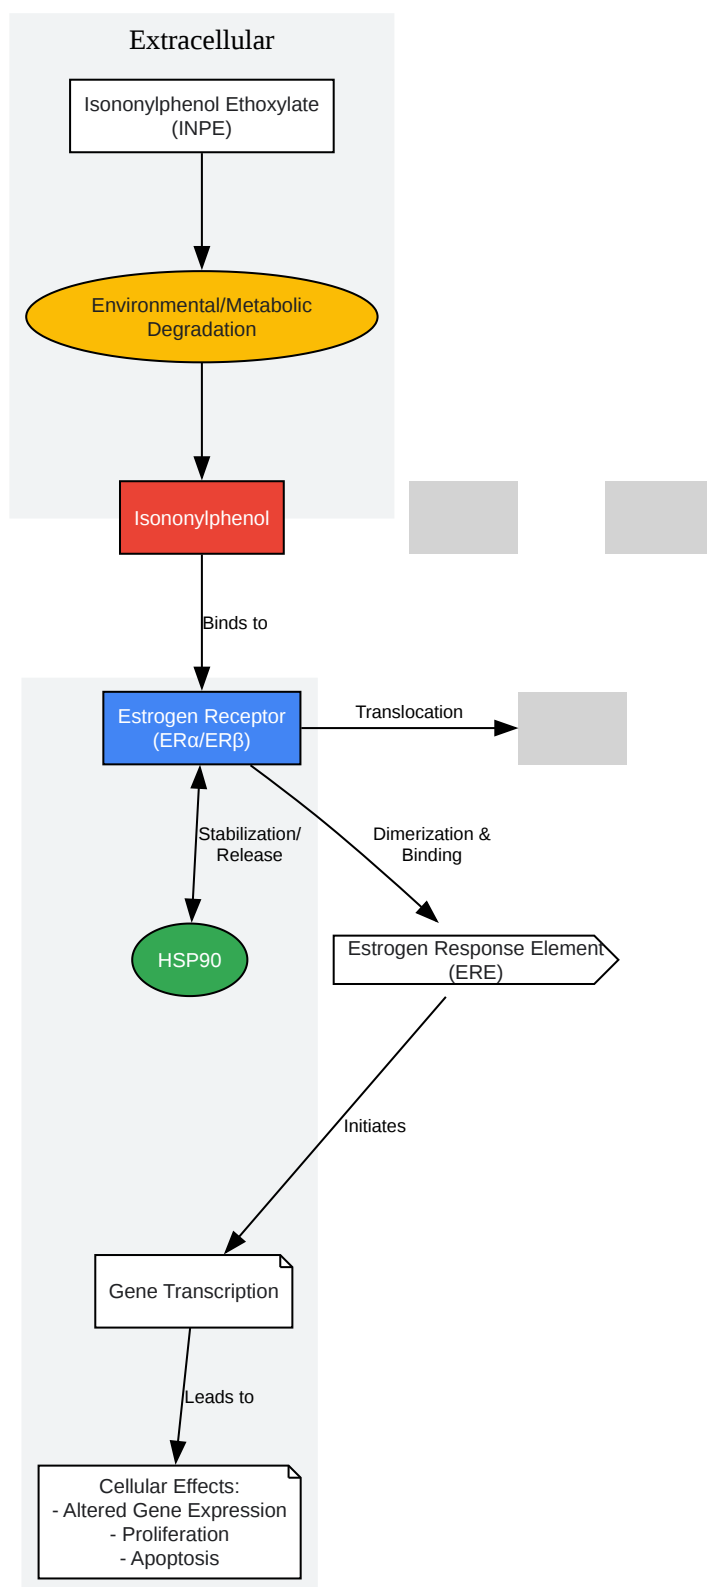 Extracellular
Isononylphenol Ethoxylate
(INPE)
Environmental/Metabolic
Degradation
Isononylphenol
Binds to
Estrogen Receptor
(ERα/ERβ)
Translocation
Stabilization/
Release
Dimerization &
Binding
HSP90
Estrogen Response Element
(ERE)
Initiates
Gene Transcription
Leads to
Cellular Effects:
- Altered Gene Expression
- Proliferation
- Apoptosis